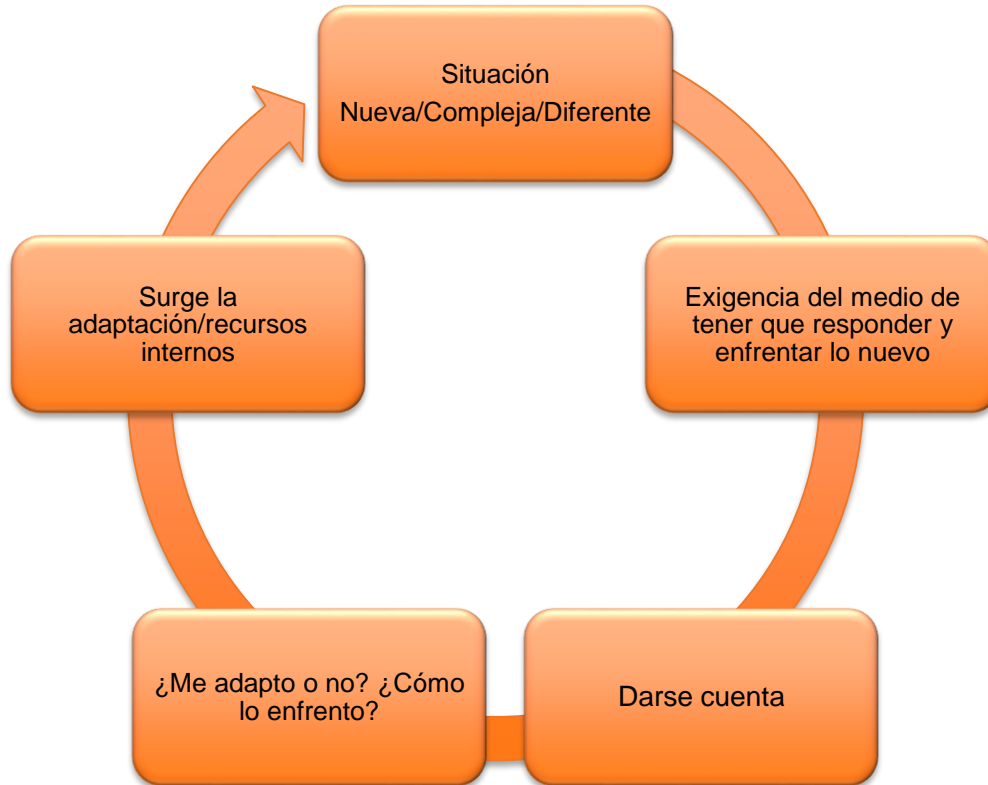 Situación
Nueva/Compleja/Diferente
Exigencia del medio de
tener que responder y
enfrentar lo nuevo
Darse cuenta
¿Me adapto o no? ¿Cómo
lo enfrento?
Surge la
adaptación/recursos
internos